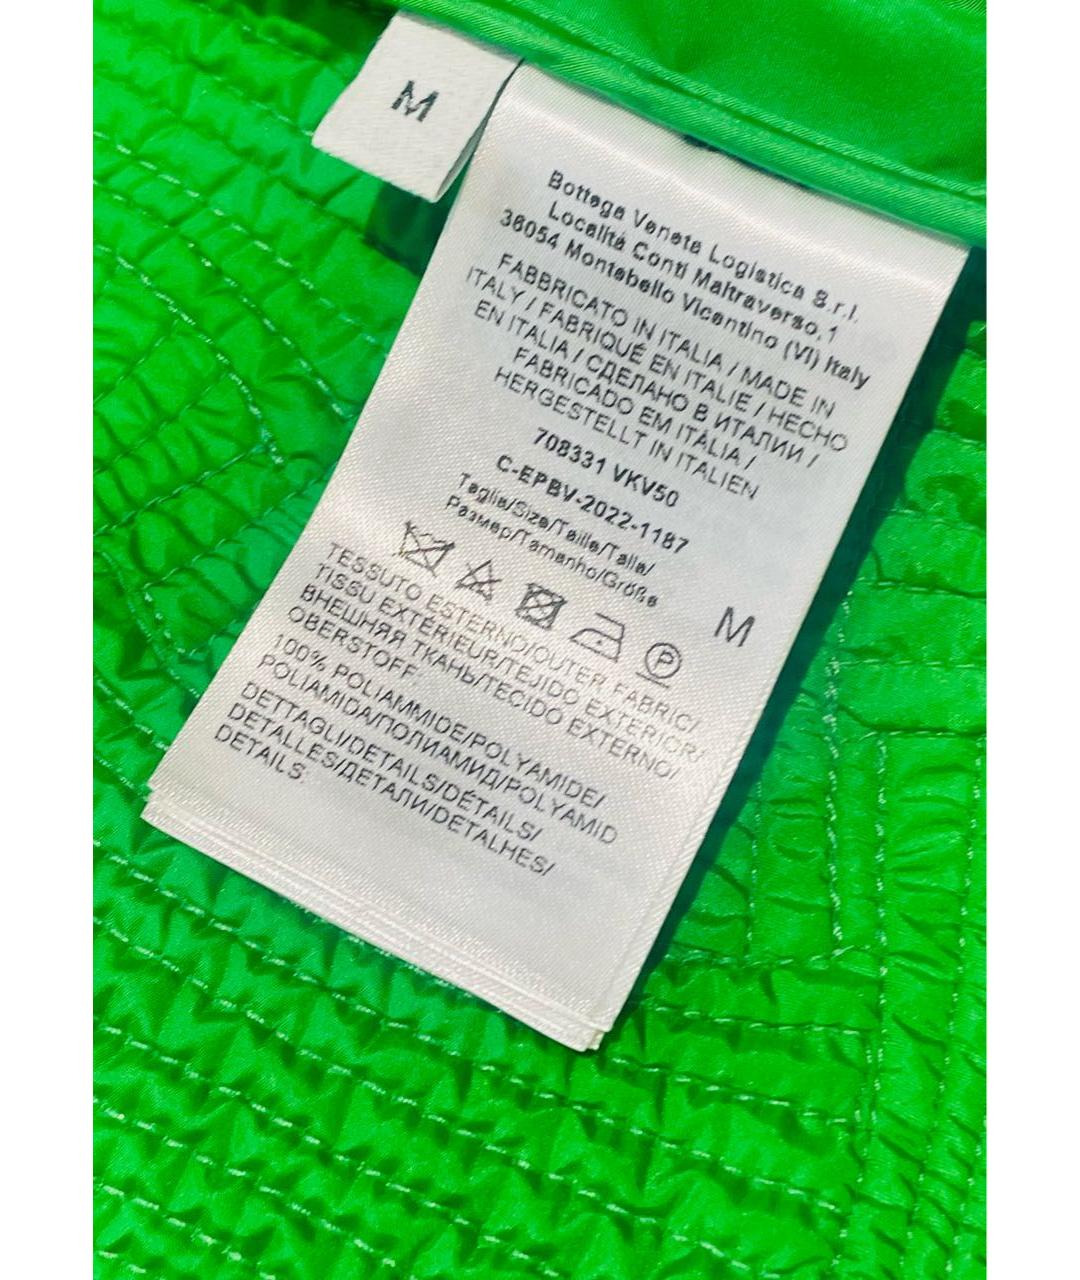 M
Bottega Veneta Logistica S.r.l.
Località Conti Maltraverso,1
36054 Montebello Vicentino (VI) Italy
FABBRICATO IN ITALIA / MADE IN
ITALY / FABRIQUÉ EN ITALIE / HECHO
EN ITALIA / СДЕЛАНО В ИТАЛИИ /
FABRICADO EM ITÁLIA /
HERGESTELLT IN ITALIEN
708331 VKV50
C-EPBV-2022-1187
Taglia/Size/Taille/Talla/
Размер/Tamanho/Größe
M
P
TESSUTO ESTERNO/OUTER FABRIC/
TISSU EXTÉRIEUR/TEJIDO EXTERIOR/
ВНЕШНЯЯ ТКАНЬ/TECIDO EXTERNO/
OBERSTOFF:
100% POLIAMMIDE/POLYAMIDE/
POLIAMIDA/ПОЛИАМИД/POLYAMID
DETTAGLI/DETAILS/DÉTAILS/
DETALLES/ДЕТАЛИ/DETALHES/
DETAILS: